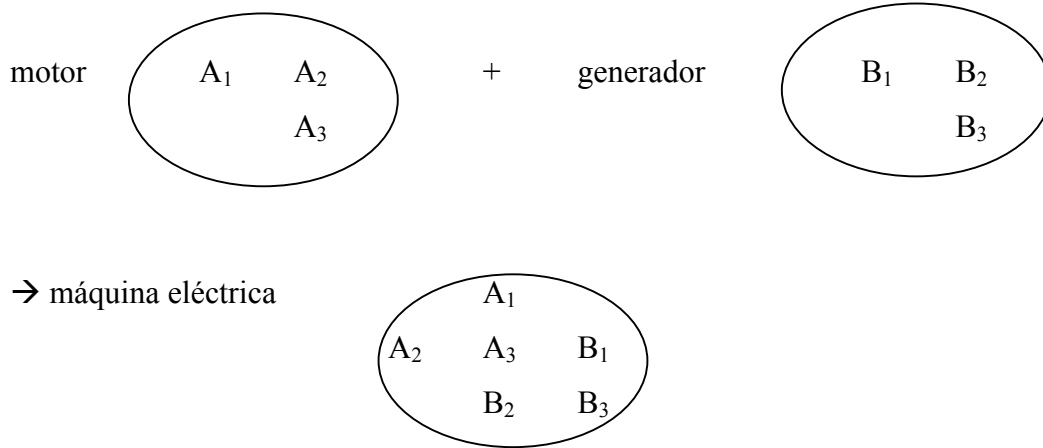 motor A₁ A₂ + generador B₁ B₂
A₃ B₃
→ máquina eléctrica A₁
A₂ A₃ B₁
B₂ B₃